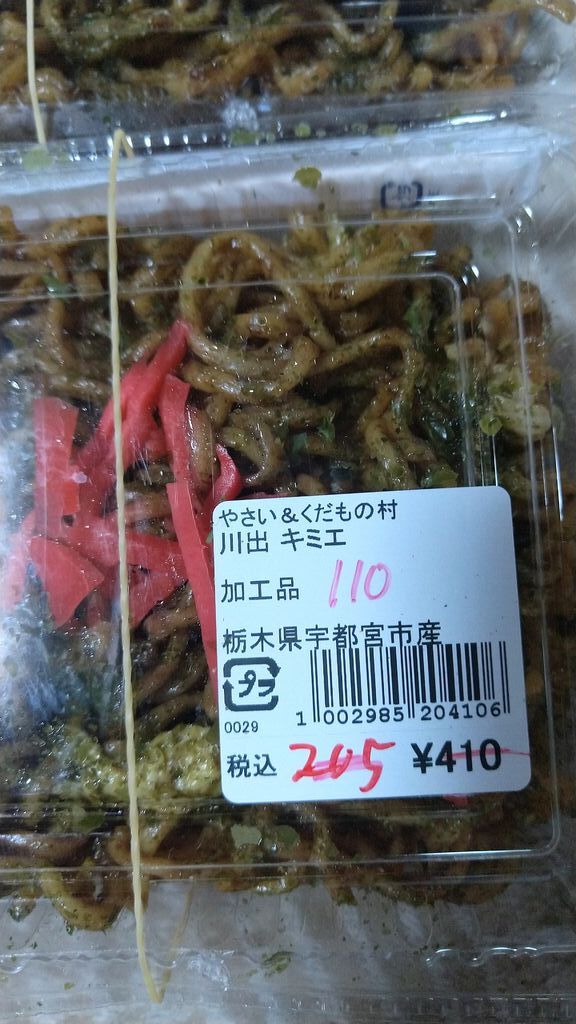 やさい&くだもの村
川出 キミエ
加工品 110
栃木県宇都宮市産
プラ
0029
1 002985 204106
税込 205 ¥410